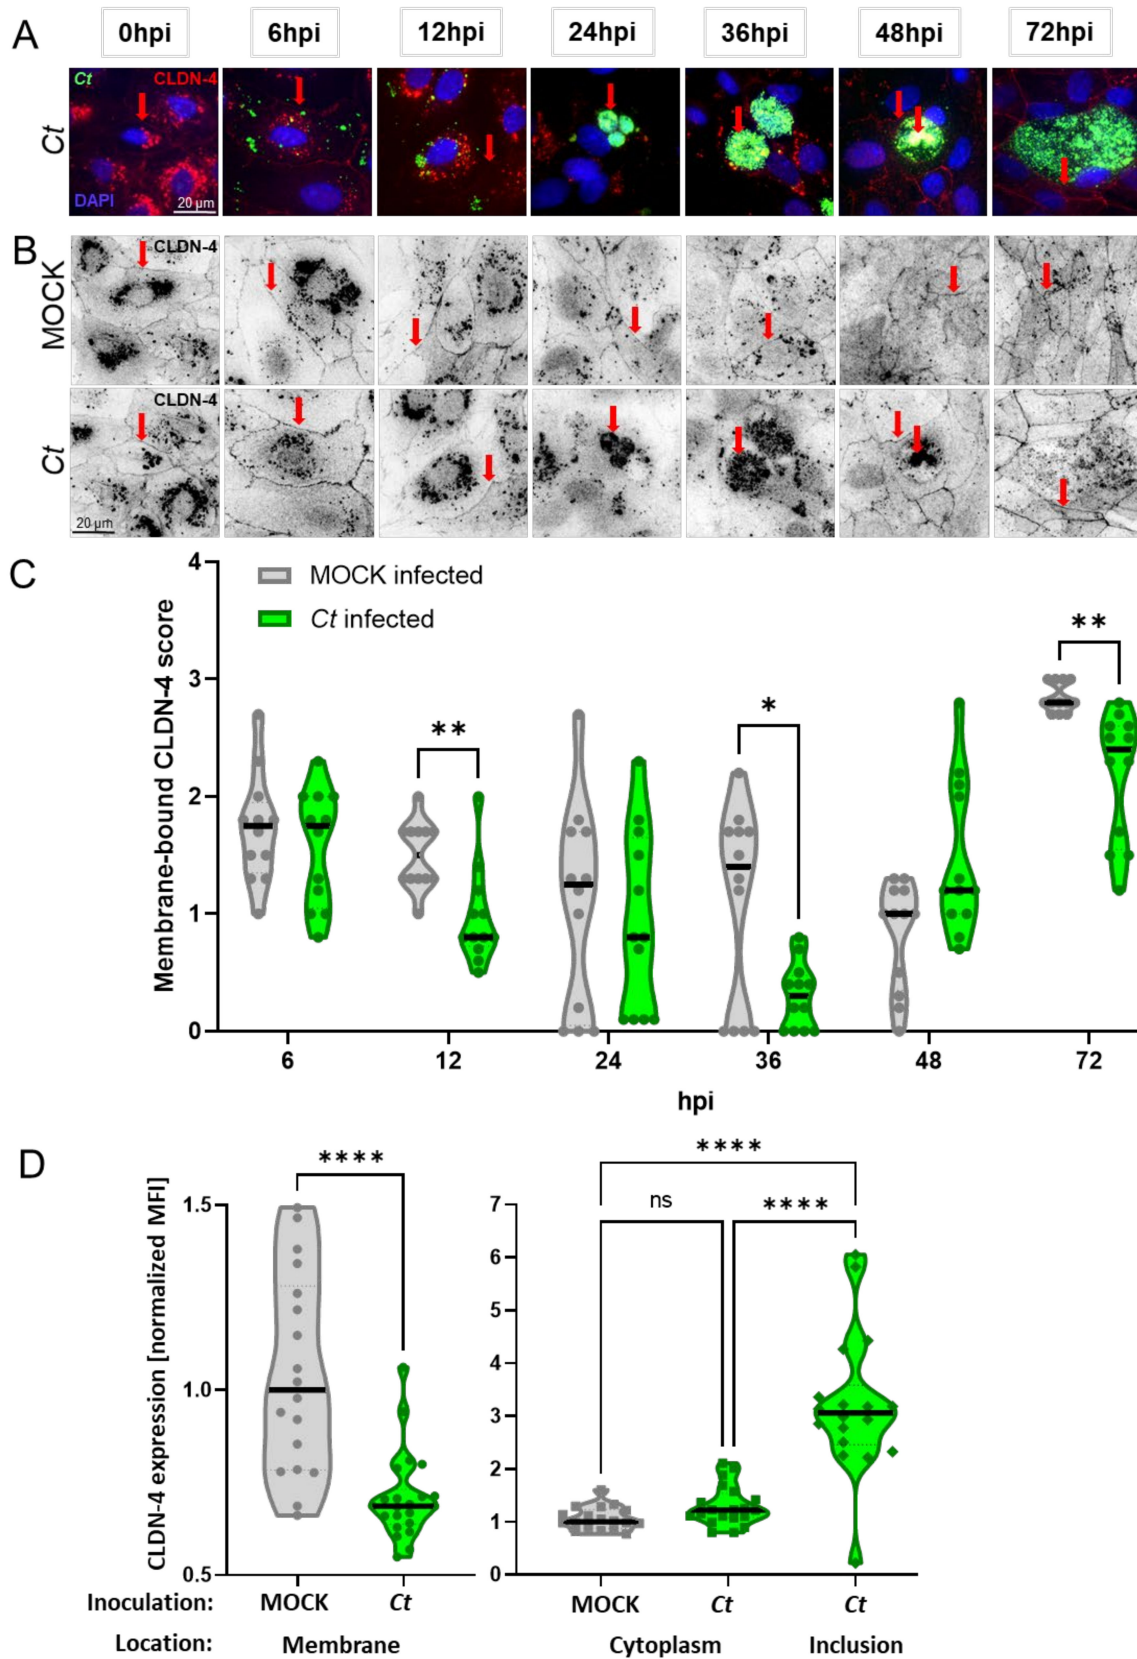 A
0hpi 6hpi 12hpi 24hpi 36hpi 48hpi 72hpi
Ct
Ct CLDN-4
DAPI 20 μm
B
MOCK
CLDN-4
Ct
CLDN-4
20 μm
C
MOCK infected
Ct infected
Membrane-bound CLDN-4 score
4
3
2
1
0
** * **
6 12 24 36 48 72
hpi
D
CLDN-4 expression [normalized MFI]
****
1.5
1.0
0.5
****
ns ****
7
6
5
4
3
2
1
0
Inoculation: MOCK Ct MOCK Ct Ct
Location: Membrane Cytoplasm Inclusion